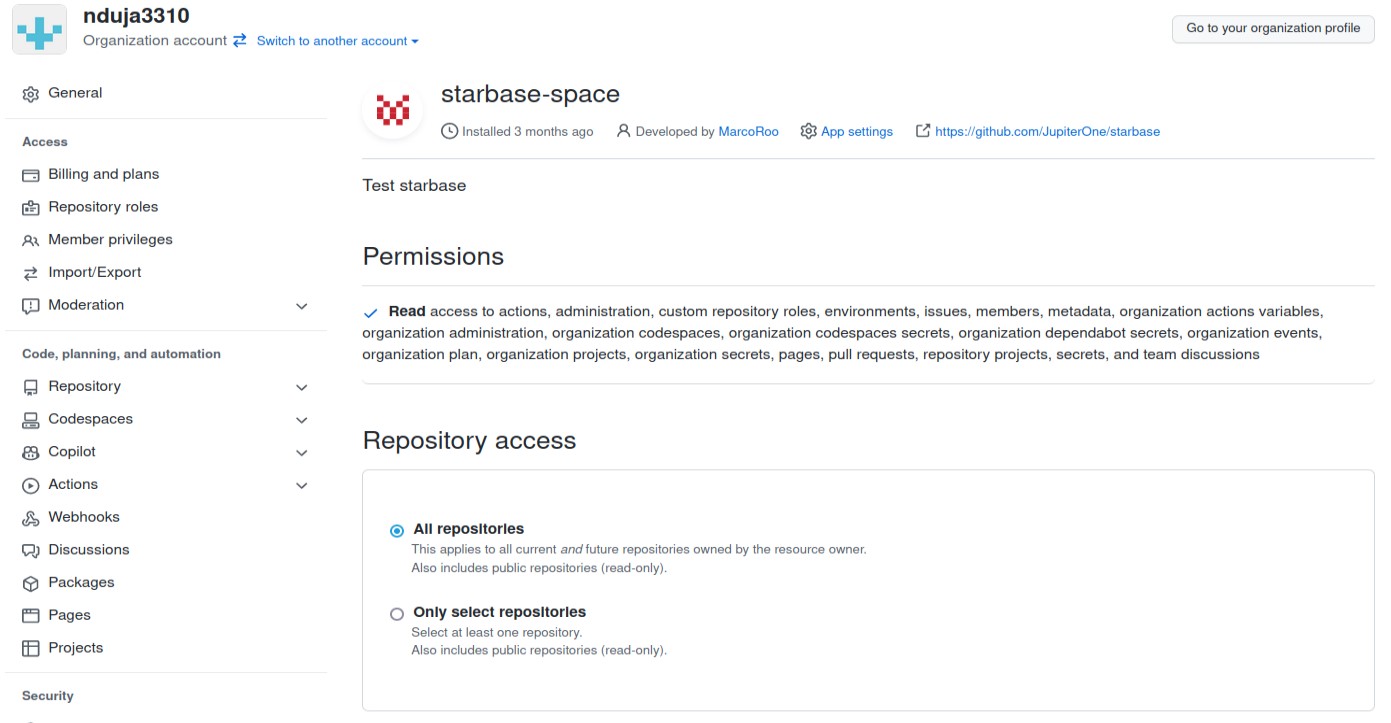 nduja3310
Organization account Switch to another account
Go to your organization profile
General
Access
Billing and plans
Repository roles
Member privileges
Import/Export
Moderation
Code, planning, and automation
Repository
Codespaces
Copilot
Actions
Webhooks
Discussions
Packages
Pages
Projects
Security
starbase-space
Installed 3 months ago Developed by MarcoRoo App settings https://github.com/JupiterOne/starbase
Test starbase
Permissions
Read access to actions, administration, custom repository roles, environments, issues, members, metadata, organization actions variables,
organization administration, organization codespaces, organization codespaces secrets, organization dependabot secrets, organization events,
organization plan, organization projects, organization secrets, pages, pull requests, repository projects, secrets, and team discussions
Repository access
All repositories
This applies to all current and future repositories owned by the resource owner.
Also includes public repositories (read-only).
Only select repositories
Select at least one repository.
Also includes public repositories (read-only).